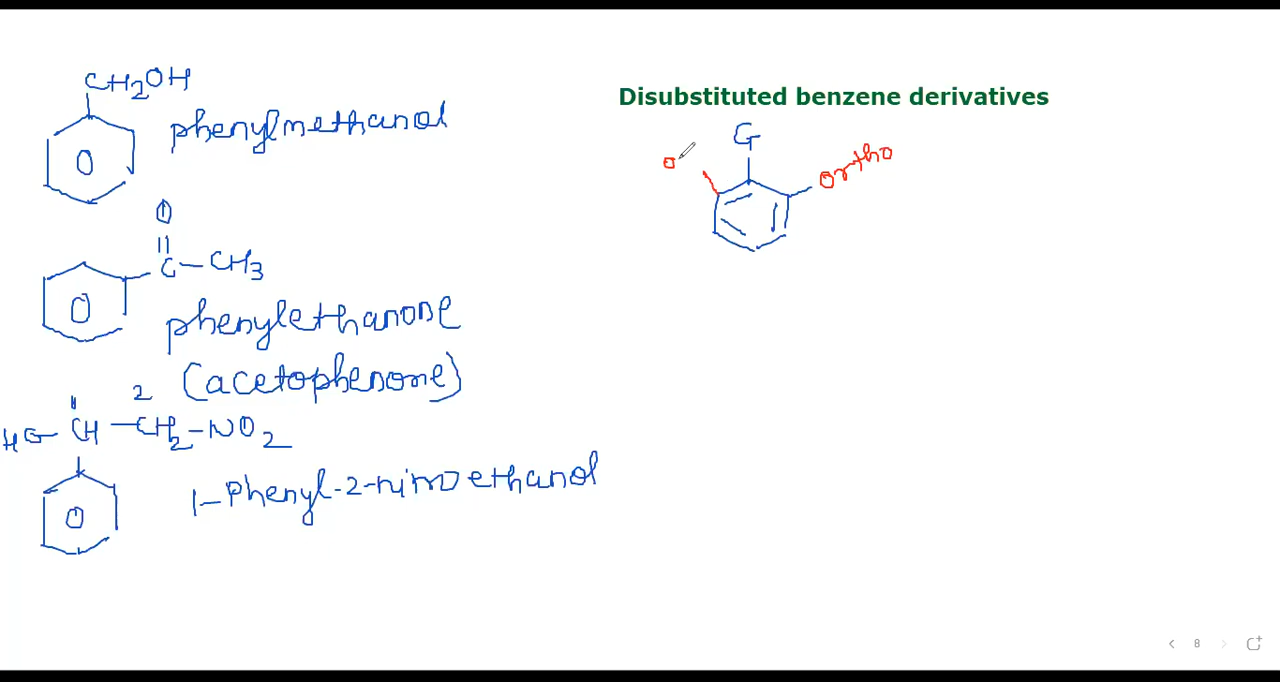 CH2OH
phenylmethanol
O
C-CH3
phenylethanone
(acetophenone)
1 2
HO-CH-CH2-NO2
1-Phenyl-2-nitroethanol
Disubstituted benzene derivatives
G
o
Ortho
8